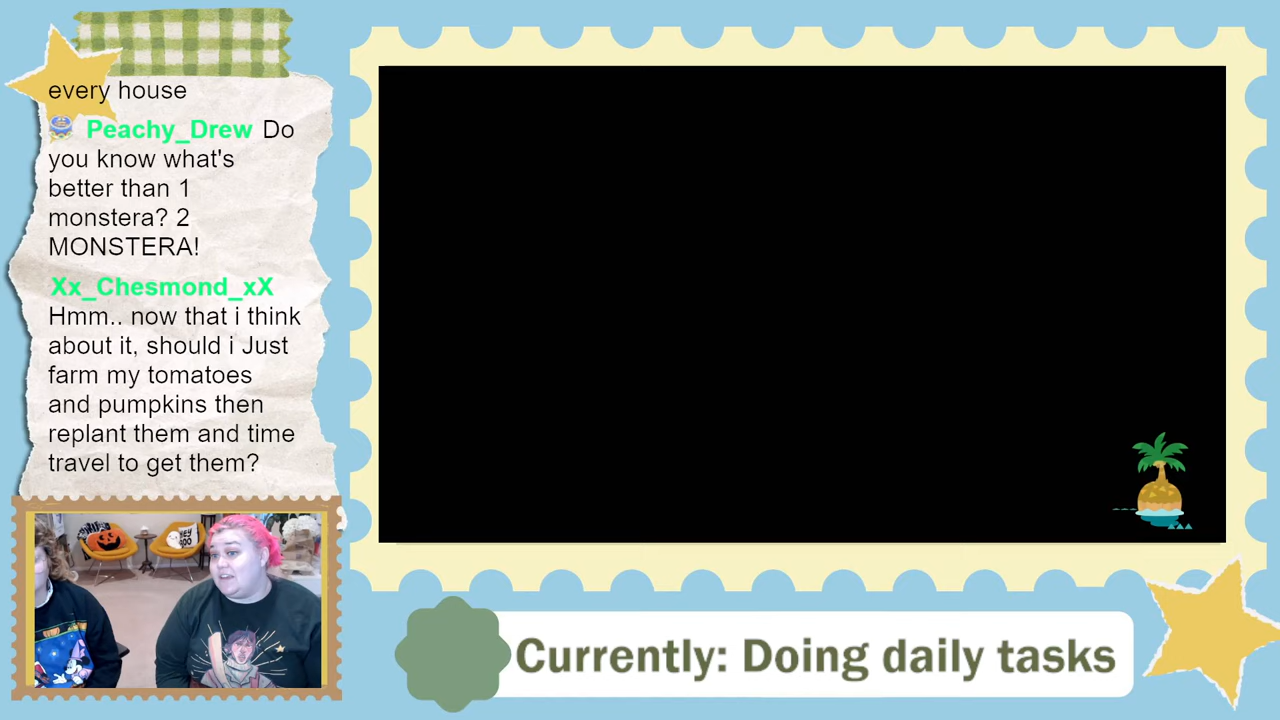 every house
Peachy_Drew Do
you know what's
better than 1
monstera? 2
MONSTERA!
Xx_Chesmond_xX
Hmm.. now that i think
about it, should i Just
farm my tomatoes
and pumpkins then
replant them and time
travel to get them?
HEY
BOO
Currently: Doing daily tasks